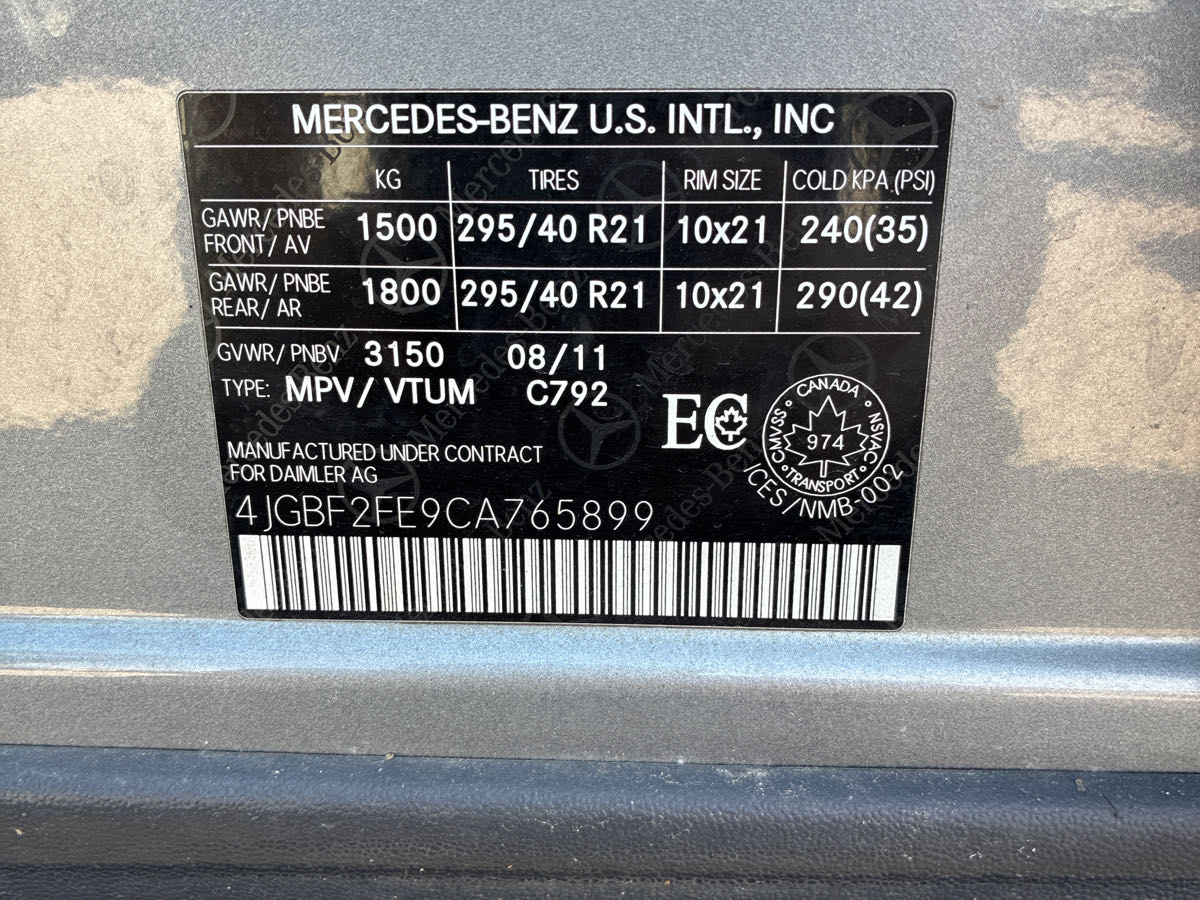 MERCEDES-BENZ U.S. INTL., INC
KG TIRES RIM SIZE COLD KPA (PSI)
GAWR/ PNBE
FRONT/ AV
1500 295/40 R21 10x21 240(35)
GAWR/ PNBE
REAR/ AR
1800 295/40 R21 10x21 290(42)
GVWR/ PNBV 3150 08/11
TYPE: MPV/ VTUM C792
EC
CANADA
CMVSS NSVAC
974
TRANSPORT
ICES/NMB-002
MANUFACTURED UNDER CONTRACT
FOR DAIMLER AG
4JGBF2FE9CA765899